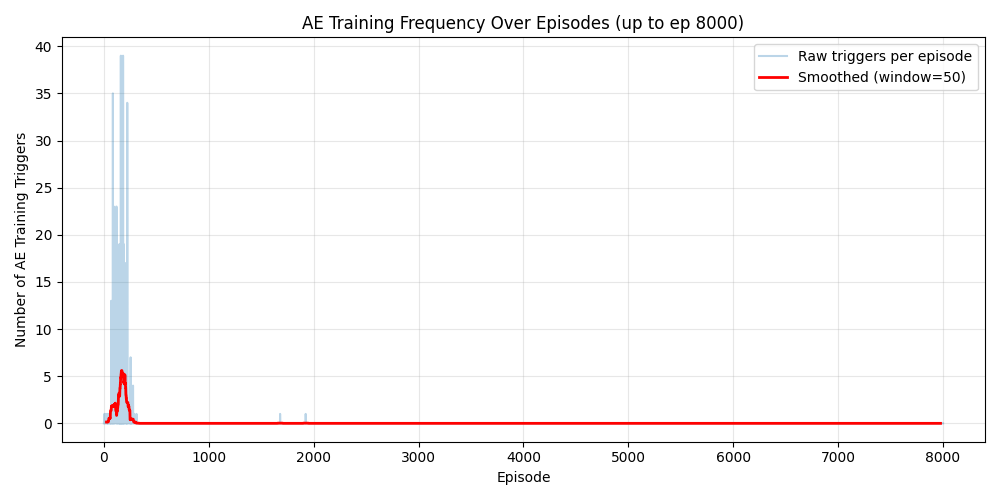 AE Training Frequency Over Episodes (up to ep 8000)
Raw triggers per episode
Smoothed (window=50)
Number of AE Training Triggers
40
35
30
25
20
15
10
5
0
0 1000 2000 3000 4000 5000 6000 7000 8000
Episode